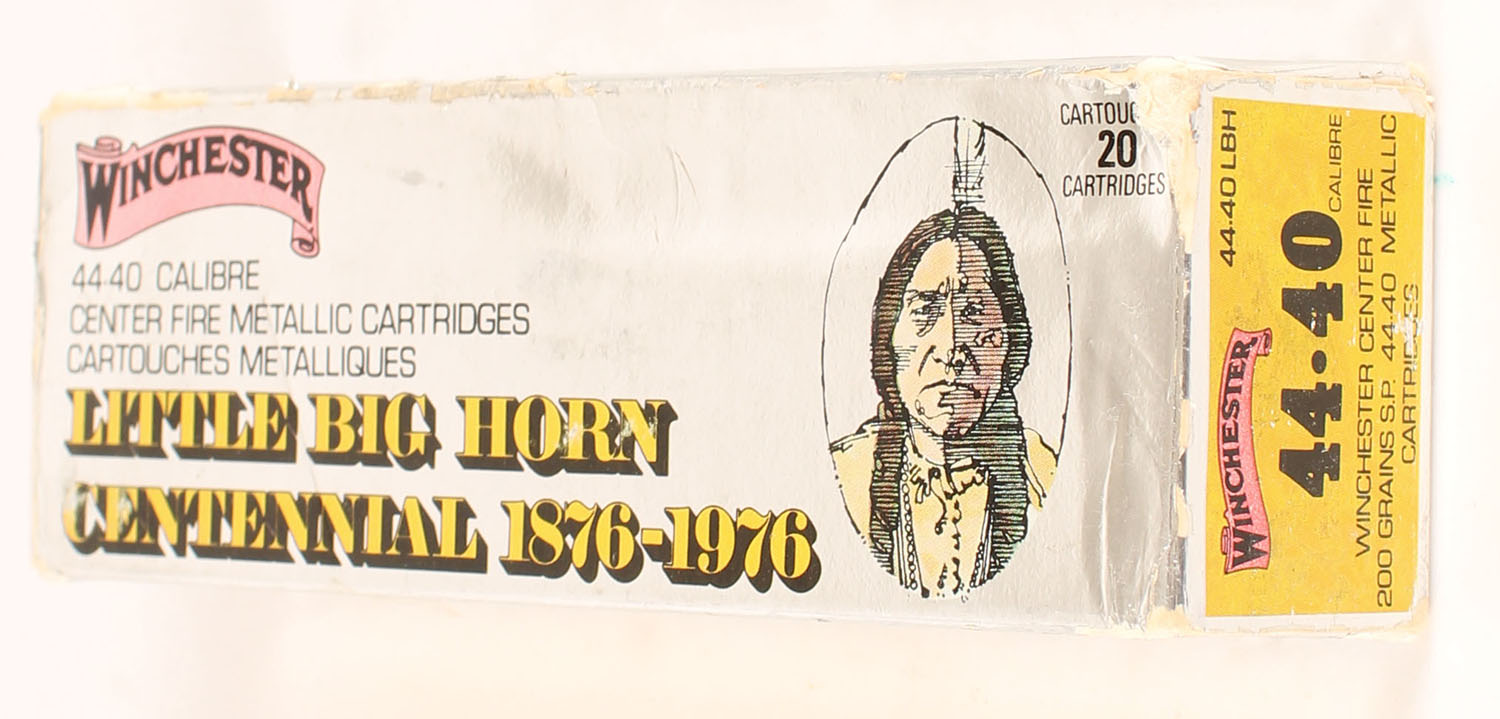 WINCHESTER
44-40 CALIBRE
CENTER FIRE METALLIC CARTRIDGES
CARTOUCHES METALLIQUES
LITTLE BIG HORN
CENTENNIAL 1876-1976
20
CARTRIDGES
44-40 LBH
WINCHESTER
44·40
CALIBRE
WINCHESTER CENTER FIRE
200 GRAINS S.P. 44-40 METALLIC
CARTRIDGES